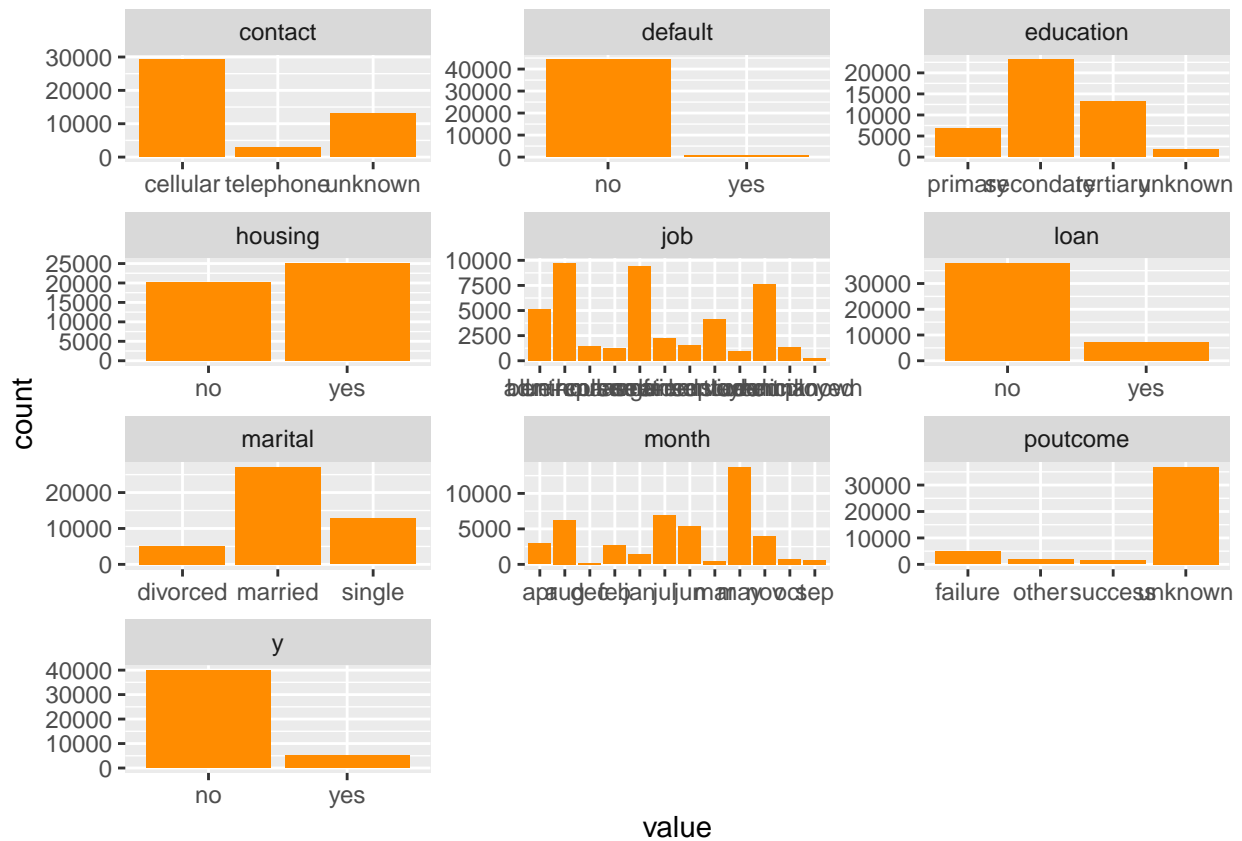 contact
30000
20000
10000
0
cellular telephone unknown
default
40000
30000
20000
10000
0
no yes
education
20000
15000
10000
5000
0
primary secondary tertiary unknown
housing
25000
20000
15000
10000
5000
0
no yes
job
10000
7500
5000
2500
0
loan
30000
20000
10000
0
no yes
marital
20000
10000
0
divorced married single
month
10000
5000
0
apr aug dec feb jan jul jun mar may nov oct sep
poutcome
30000
20000
10000
0
failure other success unknown
y
40000
30000
20000
10000
0
no yes
count
value